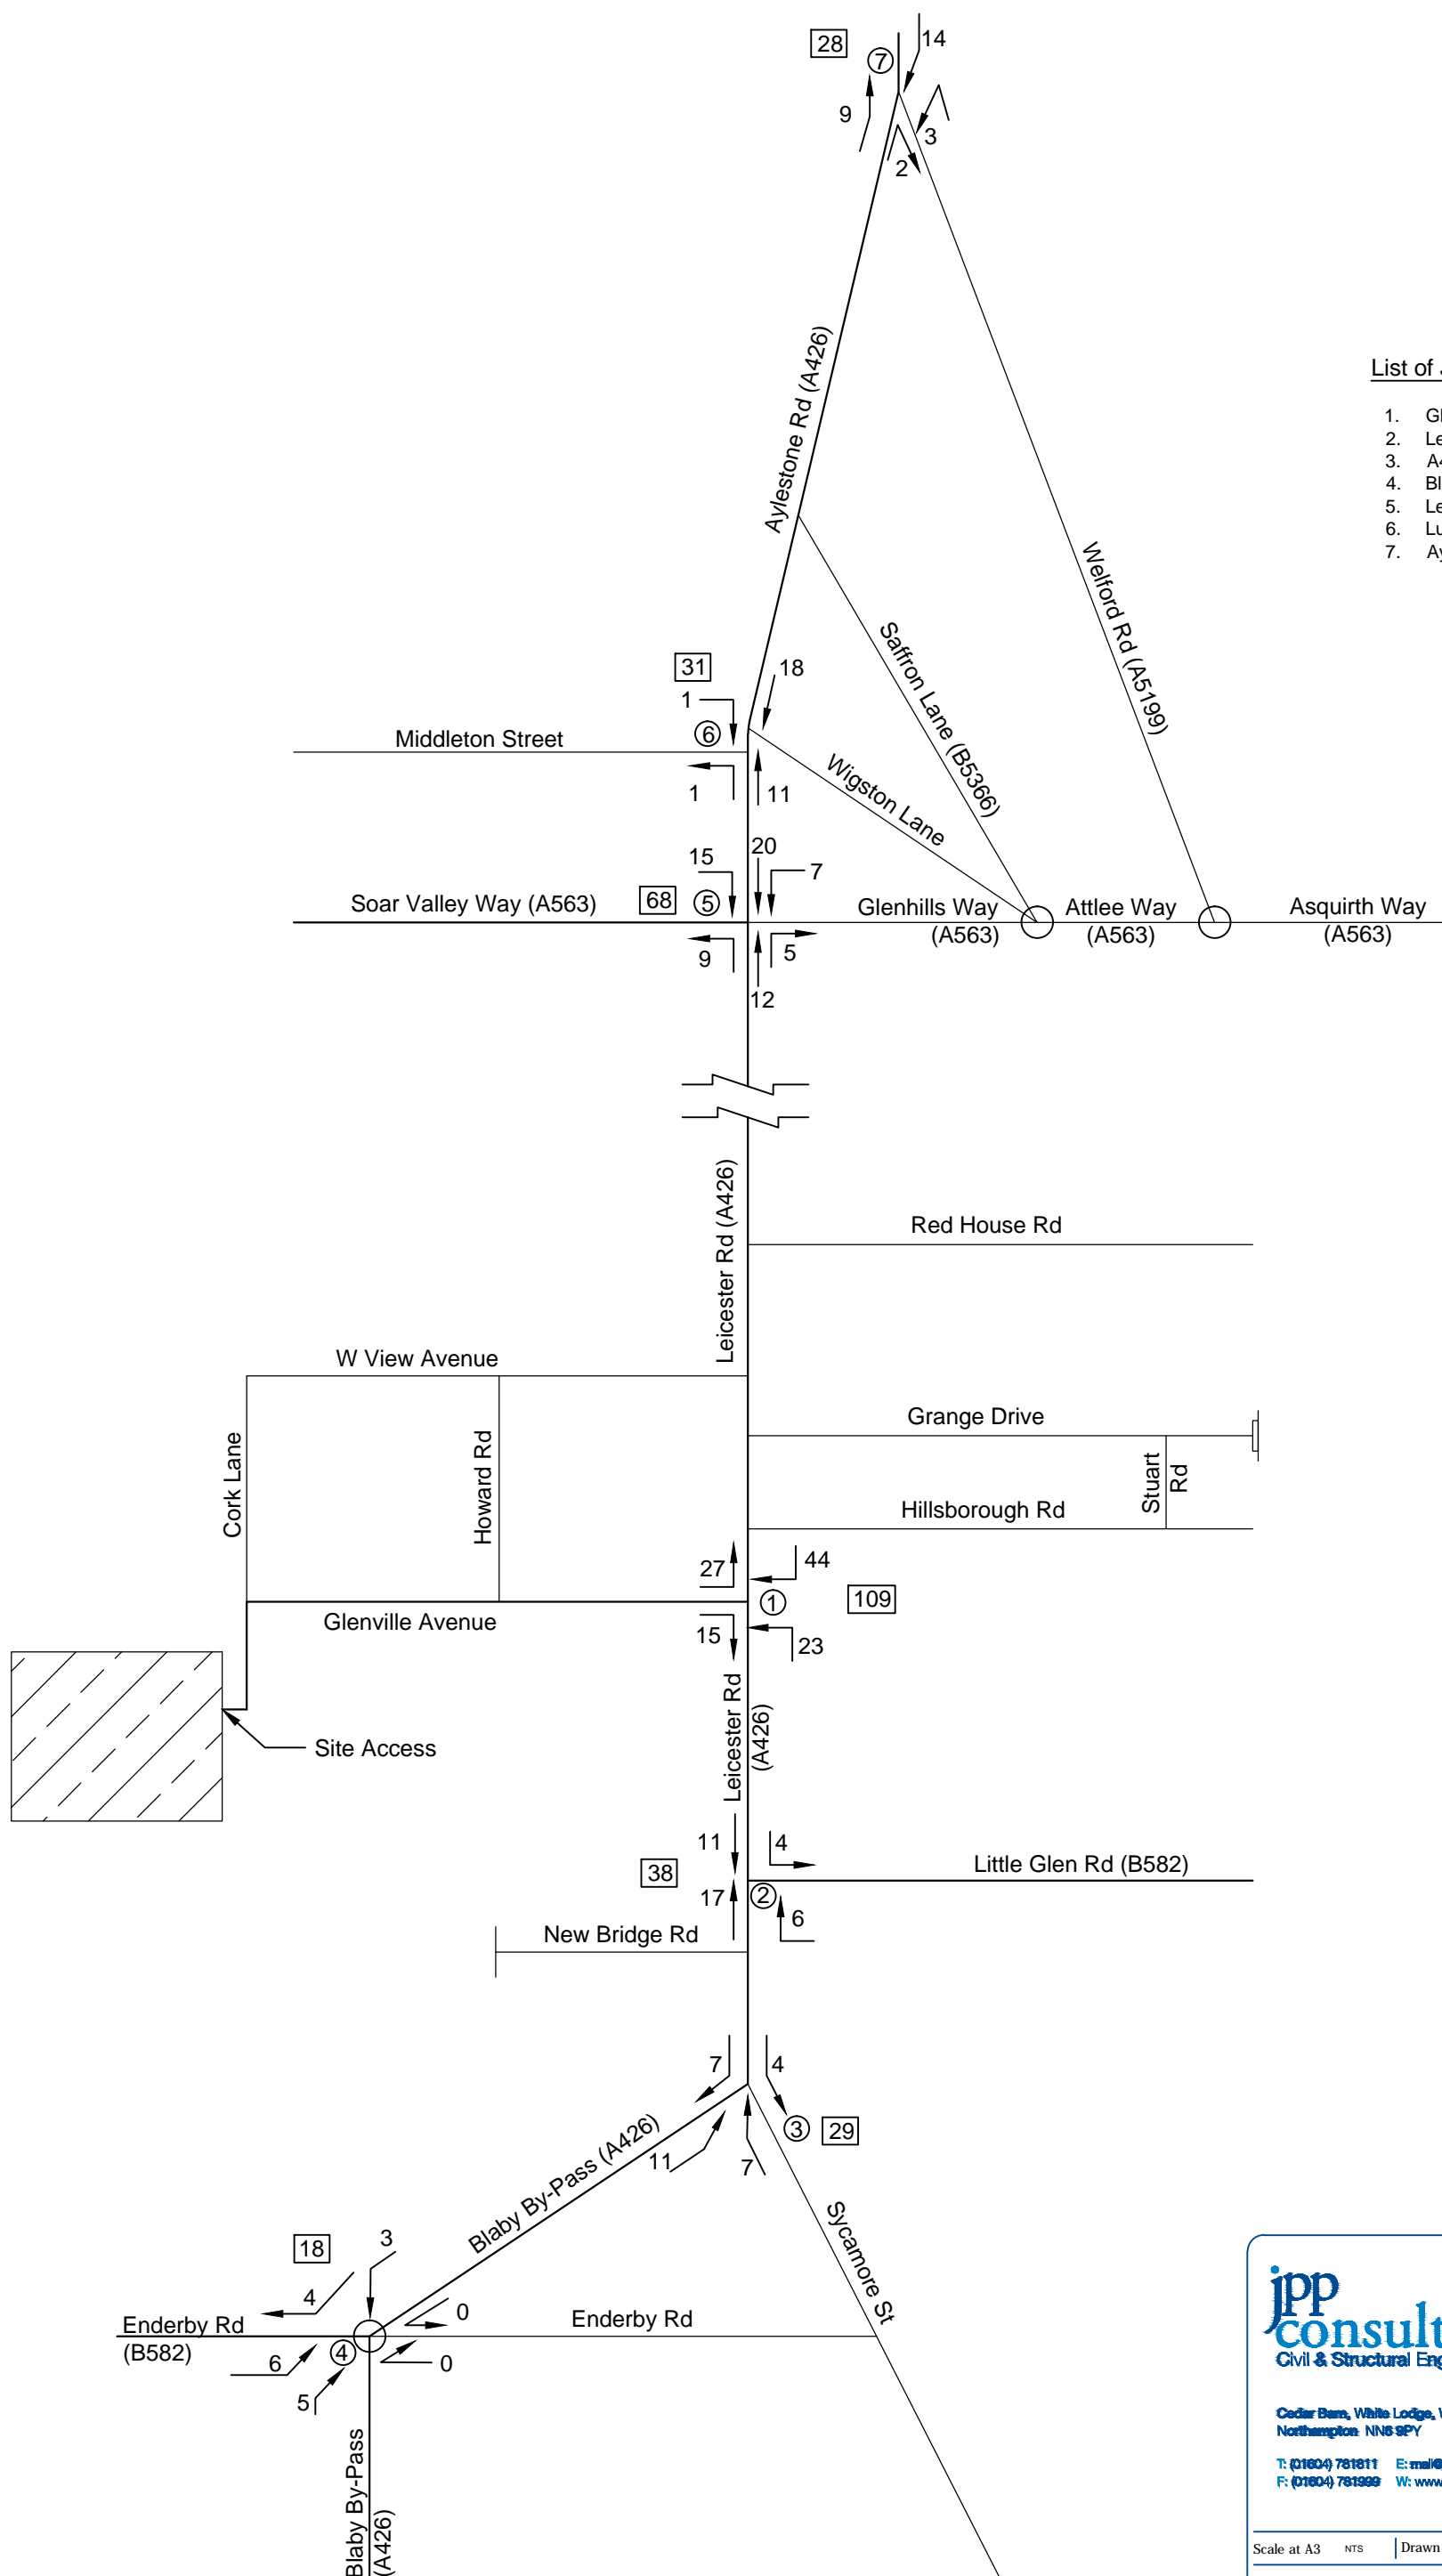 28
7
14
9
3
2
Aylestone Rd (A426)
List of
1.
2.
3.
4.
5.
6.
7.
Welford Rd (A5199)
Saffron Lane (B5366)
31
18
1
6
Middleton Street
Wigston Lane
1
11
20
15
7
Soar Valley Way (A563)
68
5
Glenhills Way
(A563)
Attlee Way
(A563)
Asquirth Way
(A563)
9
5
12
Leicester Rd (A426)
Red House Rd
W View Avenue
Cork Lane
Howard Rd
Grange Drive
Stuart
Rd
Hillsborough Rd
27
44
1
109
Glenville Avenue
15
23
Leicester Rd
(A426)
Site Access
11
4
38
Little Glen Rd (B582)
17
2
6
New Bridge Rd
7
4
3
29
11
7
Blaby By-Pass (A426)
Sycamore St
18
3
4
0
Enderby Rd
(B582)
Enderby Rd
4
6
0
5
Blaby By-Pass
(A426)
jpp
consult
Civil & Structural
Cedar Barn, White Lodge,
Northampton NN6 9PY
T: (01604) 781811 E:
F: (01604) 781999 W: www
Scale at A3 NTS Drawn